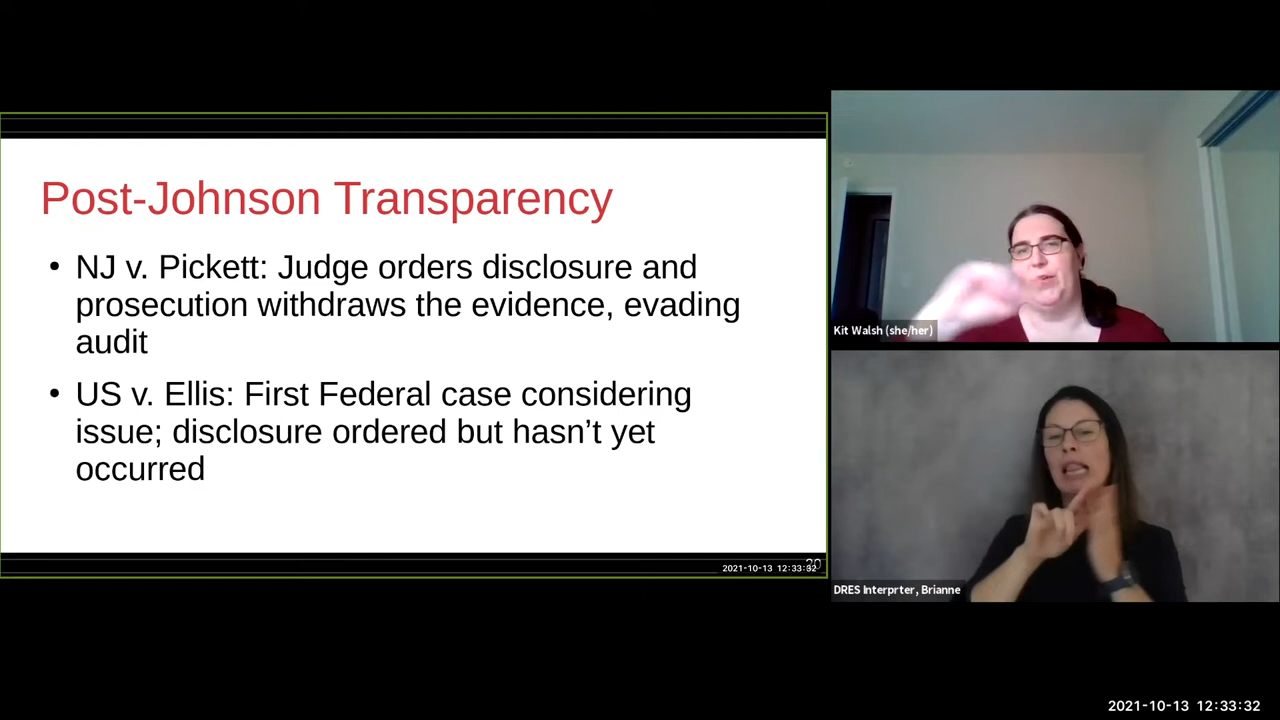 Post-Johnson Transparency
• NJ v. Pickett: Judge orders disclosure and
prosecution withdraws the evidence, evading
audit
• US v. Ellis: First Federal case considering
issue; disclosure ordered but hasn’t yet
occurred
2021-10-13 12:33:32
Kit Walsh (she/her)
DRES Interprter, Brianne
2021-10-13 12:33:32